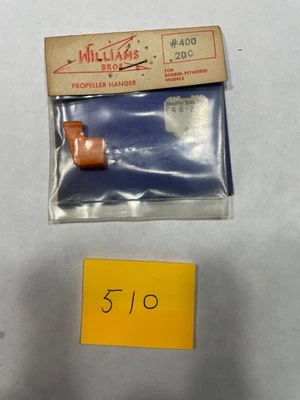 WILLIAMS
BROS.
PROPELLER HANGER
#400
.20¢
FOR
RUBBER-POWERED
MODELS
510